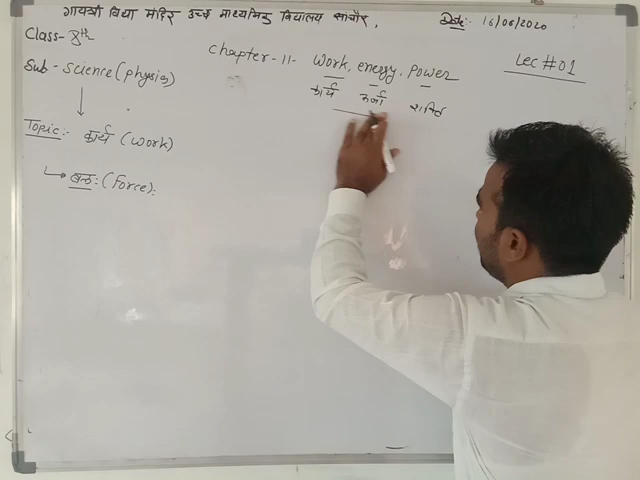 गायत्री विद्या मंदिर उच्च माध्यमिक विद्यालय सांचौर.
Date: 16/06/2020
Class- 8th
Chapter-11- Work, energy, Power
Lec #01
Sub- Science (physics)
कार्य ऊर्जा शक्ति
Topic:- कार्य (Work)
बल: (Force):